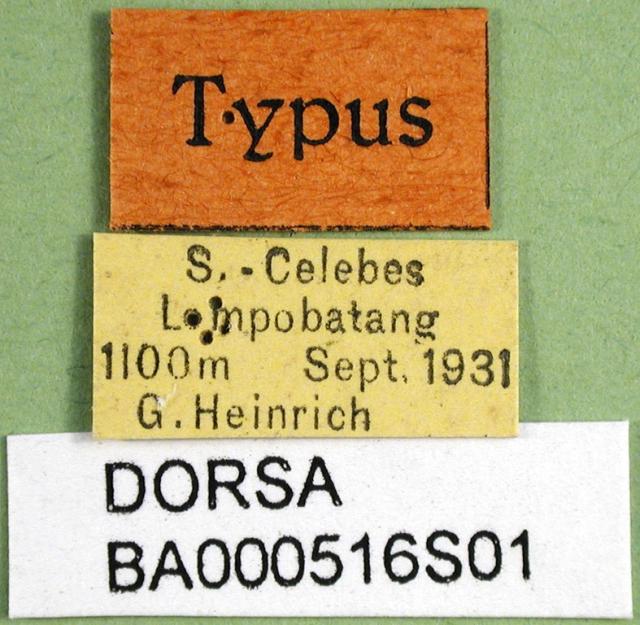 Typus
S.-Celebes
Lompobatang
1100m Sept. 1931
G. Heinrich
DORSA
BA000516S01